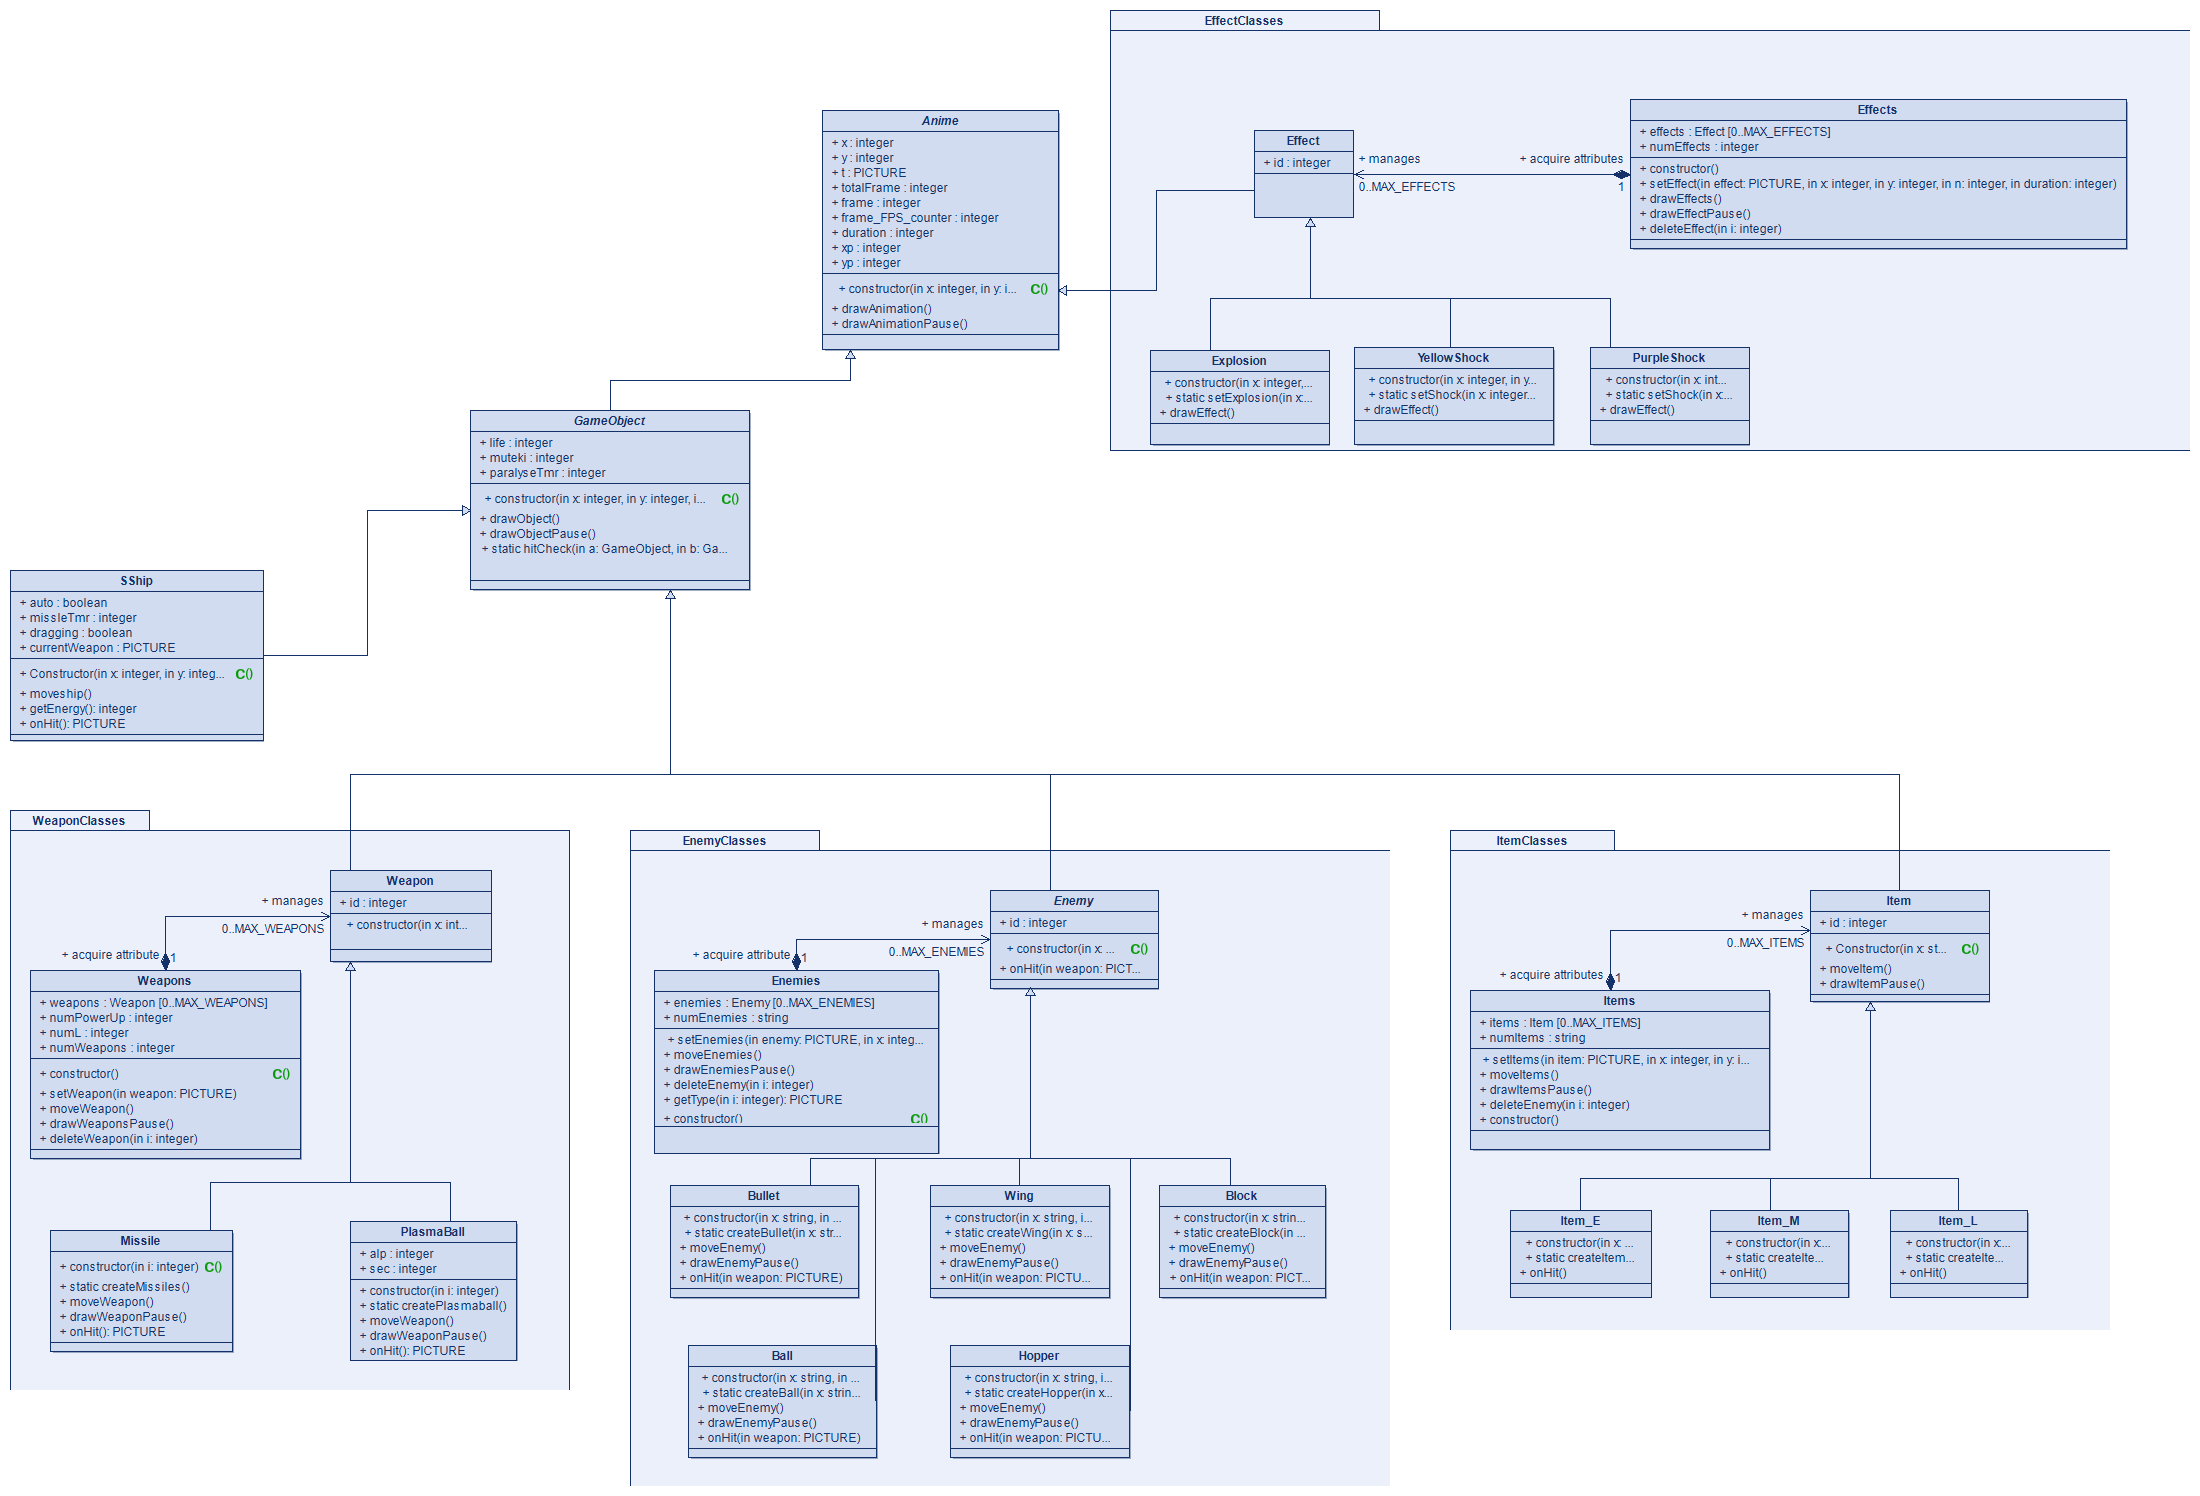 EffectClasses
Anime
+ x : integer
+ y : integer
+ t : PICTURE
+ totalFrame : integer
+ frame : integer
+ frame_FPS_counter : integer
+ duration : integer
+ xp : integer
+ yp : integer
+ constructor(in x: integer, in y: i... C()
+ drawAnimation()
+ drawAnimationPause()
Effect
+ id : integer
+ manages
0..MAX_EFFECTS
+ acquire attributes
1
Effects
+ effects : Effect [0..MAX_EFFECTS]
+ numEffects : integer
+ constructor()
+ setEffect(in effect: PICTURE, in x: integer, in y: integer, in n: integer, in duration: integer)
+ drawEffects()
+ drawEffectPause()
+ deleteEffect(in i: integer)
Explosion
+ constructor(in x: integer,...
+ static setExplosion(in x:...
+ drawEffect()
YellowShock
+ constructor(in x: integer, in y...
+ static setShock(in x: integer...
+ drawEffect()
PurpleShock
+ constructor(in x: int...
+ static setShock(in x:...
+ drawEffect()
GameObject
+ life : integer
+ muteki : integer
+ paralyseTmr : integer
+ constructor(in x: integer, in y: integer, i... C()
+ drawObject()
+ drawObjectPause()
+ static hitCheck(in a: GameObject, in b: Ga...
SShip
+ auto : boolean
+ missleTmr : integer
+ dragging : boolean
+ currentWeapon : PICTURE
+ Constructor(in x: integer, in y: integ... C()
+ moveship()
+ getEnergy(): integer
+ onHit(): PICTURE
WeaponClasses
Weapon
+ id : integer
+ constructor(in x: int...
+ manages
0..MAX_WEAPONS
+ acquire attribute
1
Weapons
+ weapons : Weapon [0..MAX_WEAPONS]
+ numPowerUp : integer
+ numL : integer
+ numWeapons : integer
+ constructor() C()
+ setWeapon(in weapon: PICTURE)
+ moveWeapon()
+ drawWeaponsPause()
+ deleteWeapon(in i: integer)
Missile
+ constructor(in i: integer) C()
+ static createMissiles()
+ moveWeapon()
+ drawWeaponPause()
+ onHit(): PICTURE
PlasmaBall
+ alp : integer
+ sec : integer
+ constructor(in i: integer)
+ static createPlasmaball()
+ moveWeapon()
+ drawWeaponPause()
+ onHit(): PICTURE
EnemyClasses
Enemy
+ id : integer
+ constructor(in x: ... C()
+ onHit(in weapon: PICT...
+ manages
0..MAX_ENEMIES
+ acquire attribute
1
Enemies
+ enemies : Enemy [0..MAX_ENEMIES]
+ numEnemies : string
+ setEnemies(in enemy: PICTURE, in x: integ...
+ moveEnemies()
+ drawEnemiesPause()
+ deleteEnemy(in i: integer)
+ getType(in i: integer): PICTURE
+ constructor() C()
Bullet
+ constructor(in x: string, in ...
+ static createBullet(in x: str...
+ moveEnemy()
+ drawEnemyPause()
+ onHit(in weapon: PICTURE)
Wing
+ constructor(in x: string, i...
+ static createWing(in x: s...
+ moveEnemy()
+ drawEnemyPause()
+ onHit(in weapon: PICTU...
Block
+ constructor(in x: strin...
+ static createBlock(in ...
+ moveEnemy()
+ drawEnemyPause()
+ onHit(in weapon: PICT...
Ball
+ constructor(in x: string, in ...
+ static createBall(in x: strin...
+ moveEnemy()
+ drawEnemyPause()
+ onHit(in weapon: PICTURE)
Hopper
+ constructor(in x: string, i...
+ static createHopper(in x...
+ moveEnemy()
+ drawEnemyPause()
+ onHit(in weapon: PICTU...
ItemClasses
Item
+ id : integer
+ Constructor(in x: st... C()
+ moveItem()
+ drawItemPause()
+ manages
0..MAX_ITEMS
+ acquire attributes
1
Items
+ items : Item [0..MAX_ITEMS]
+ numItems : string
+ setItems(in item: PICTURE, in x: integer, in y: i...
+ moveItems()
+ drawItemsPause()
+ deleteEnemy(in i: integer)
+ constructor()
Item_E
+ constructor(in x: ...
+ static createItem...
+ onHit()
Item_M
+ constructor(in x:...
+ static createIte...
+ onHit()
Item_L
+ constructor(in x:...
+ static createIte...
+ onHit()